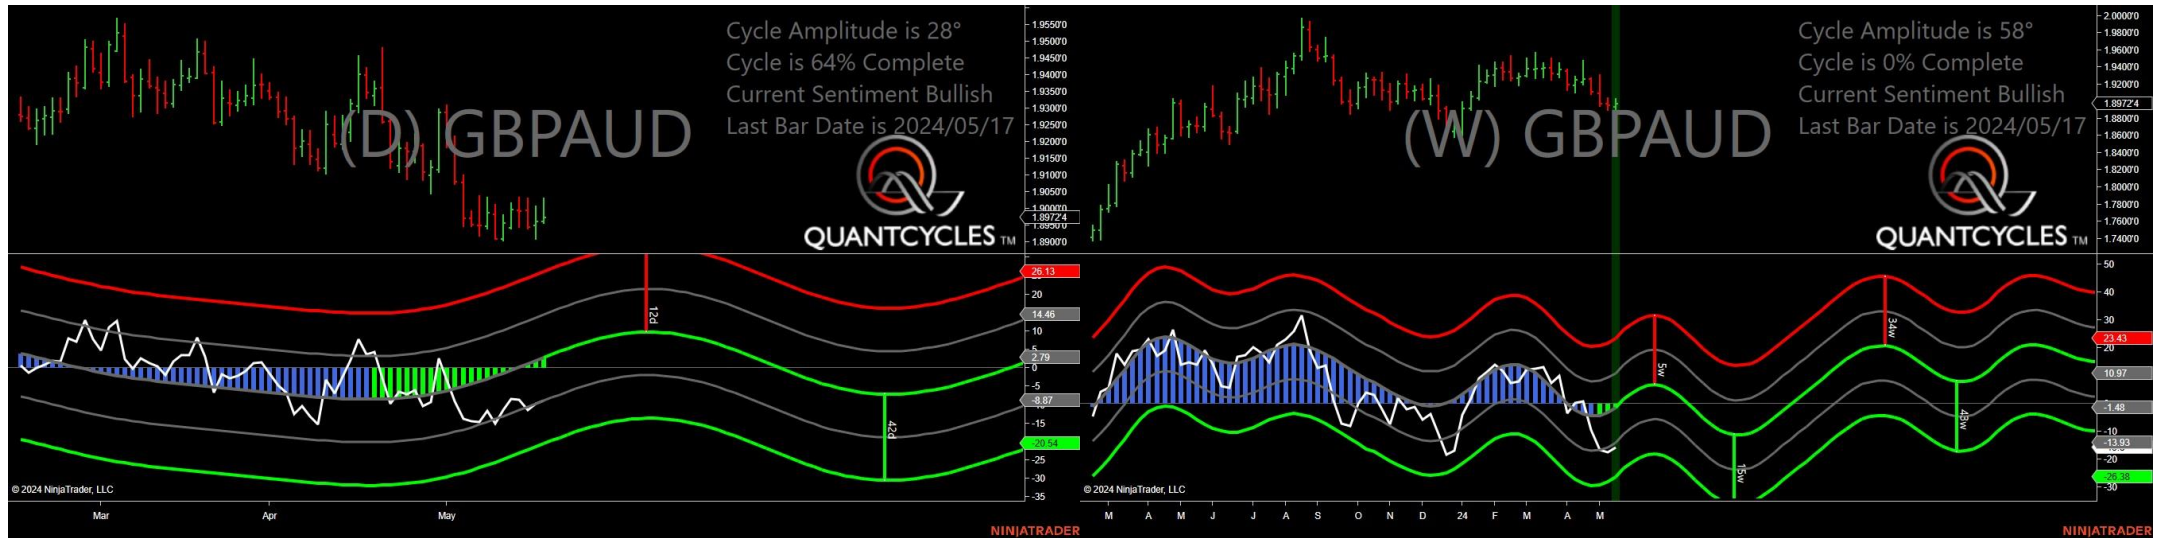 Cycle Amplitude is 28°
Cycle is 64% Complete
Current Sentiment Bullish
Last Bar Date is 2024/05/17
(D) GBPAUD
QUANTCYCLES TM
1.9550'0
1.9500'0
1.9450'0
1.9400'0
1.9350'0
1.9300'0
1.9250'0
1.9200'0
1.9150'0
1.9100'0
1.9050'0
1.9000'0
1.8972'4
1.8950'0
1.8900'0
26.13
20
14.46
10
5
2.79
0
-5
-8.87
-15
-20.54
-25
-30
-35
12d
42d
© 2024 NinjaTrader, LLC
Mar
Apr
May
NINJATRADER
Cycle Amplitude is 58°
Cycle is 0% Complete
Current Sentiment Bullish
Last Bar Date is 2024/05/17
(W) GBPAUD
QUANTCYCLES TM
2.0000'0
1.9800'0
1.9600'0
1.9400'0
1.9200'0
1.8972'4
1.8800'0
1.8600'0
1.8400'0
1.8200'0
1.8000'0
1.7800'0
1.7600'0
1.7400'0
50
40
30
23.43
20
10.97
-1.48
-10
-13.93
-20
-26.38
-30
5w
15w
34w
43w
© 2024 NinjaTrader, LLC
M
A
M
J
J
A
S
O
N
D
24
F
M
A
M
NINJATRADER